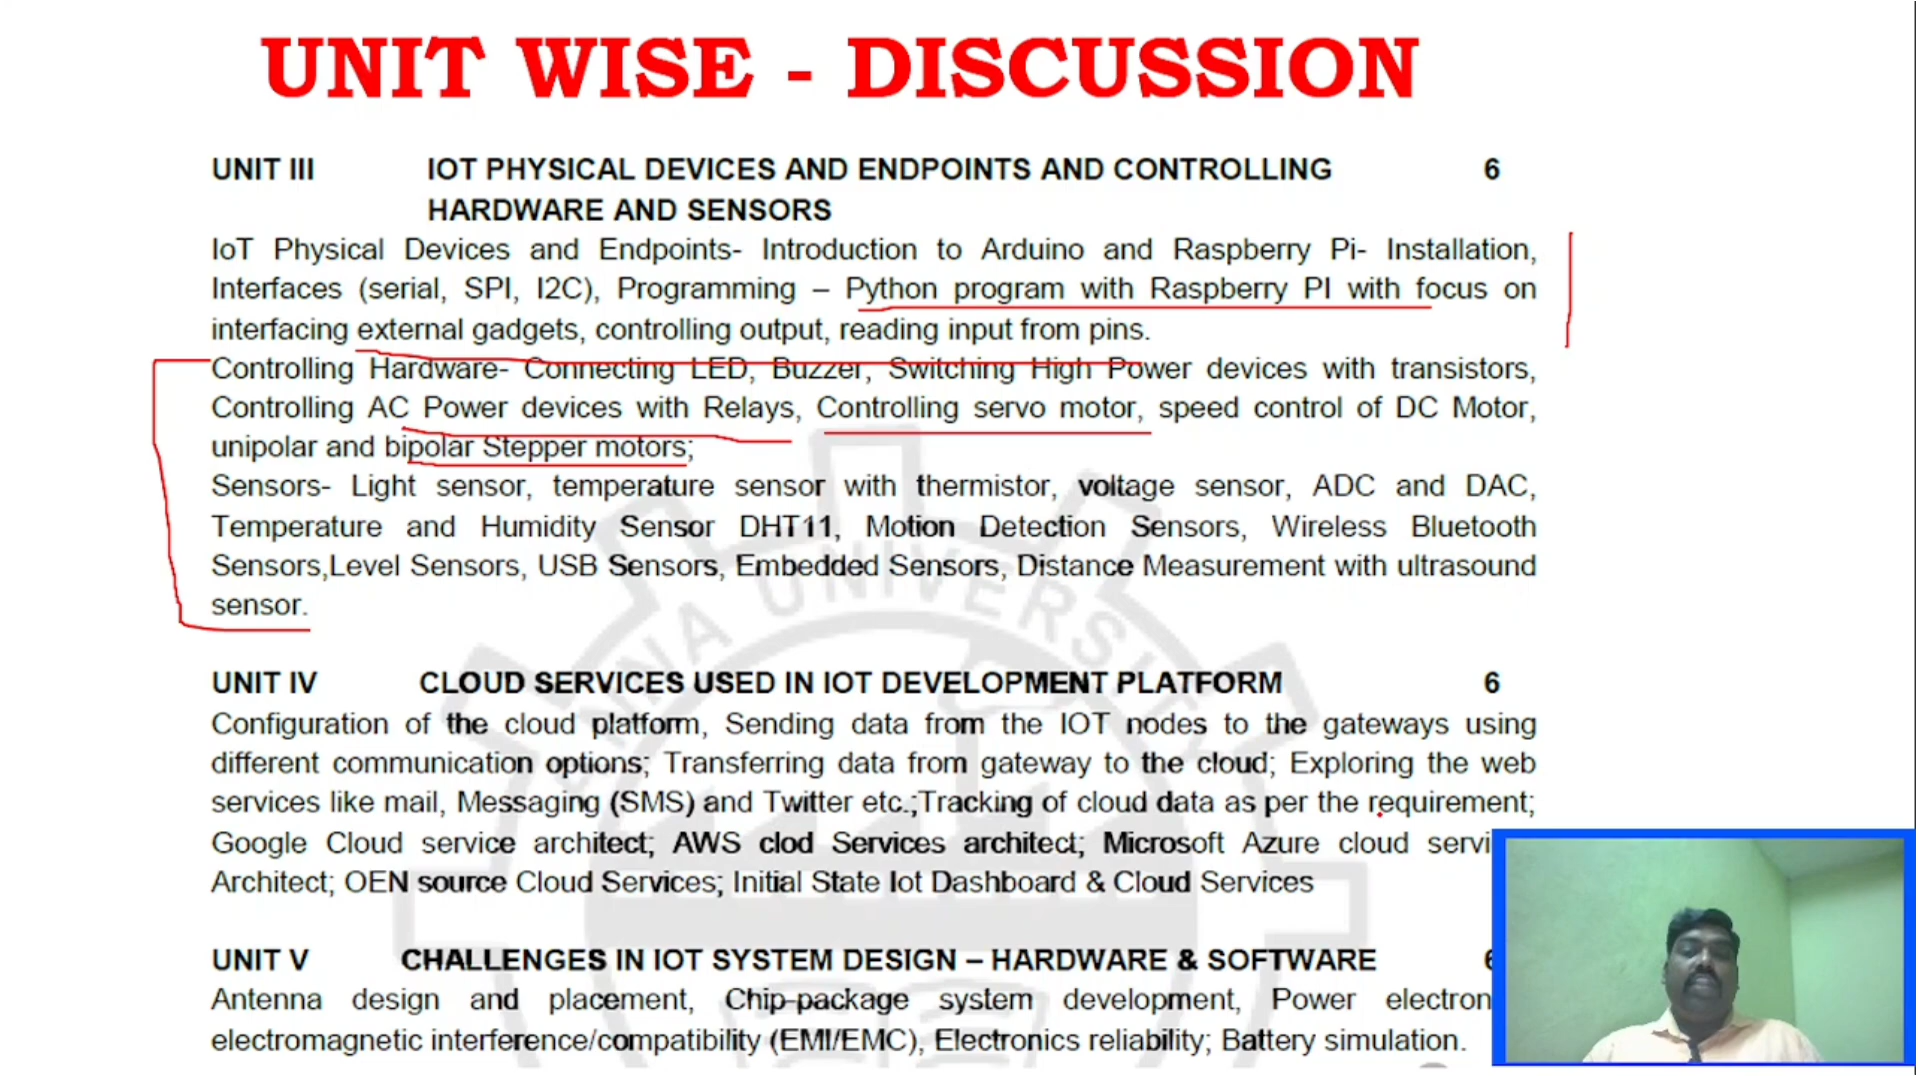 UNIT WISE - DISCUSSION
UNIT III IOT PHYSICAL DEVICES AND ENDPOINTS AND CONTROLLING 6
HARDWARE AND SENSORS
IoT Physical Devices and Endpoints- Introduction to Arduino and Raspberry Pi- Installation,
Interfaces (serial, SPI, I2C), Programming – Python program with Raspberry PI with focus on
interfacing external gadgets, controlling output, reading input from pins.
Controlling Hardware- Connecting LED, Buzzer, Switching High Power devices with transistors,
Controlling AC Power devices with Relays, Controlling servo motor, speed control of DC Motor,
unipolar and bipolar Stepper motors;
Sensors- Light sensor, temperature sensor with thermistor, voltage sensor, ADC and DAC,
Temperature and Humidity Sensor DHT11, Motion Detection Sensors, Wireless Bluetooth
Sensors,Level Sensors, USB Sensors, Embedded Sensors, Distance Measurement with ultrasound
sensor.
UNIT IV CLOUD SERVICES USED IN IOT DEVELOPMENT PLATFORM 6
Configuration of the cloud platform, Sending data from the IOT nodes to the gateways using
different communication options; Transferring data from gateway to the cloud; Exploring the web
services like mail, Messaging (SMS) and Twitter etc.;Tracking of cloud data as per the requirement;
Google Cloud service architect; AWS clod Services architect; Microsoft Azure cloud servi
Architect; OEN source Cloud Services; Initial State Iot Dashboard & Cloud Services
UNIT V CHALLENGES IN IOT SYSTEM DESIGN – HARDWARE & SOFTWARE 6
Antenna design and placement, Chip-package system development, Power electron
electromagnetic interference/compatibility (EMI/EMC), Electronics reliability; Battery simulation.